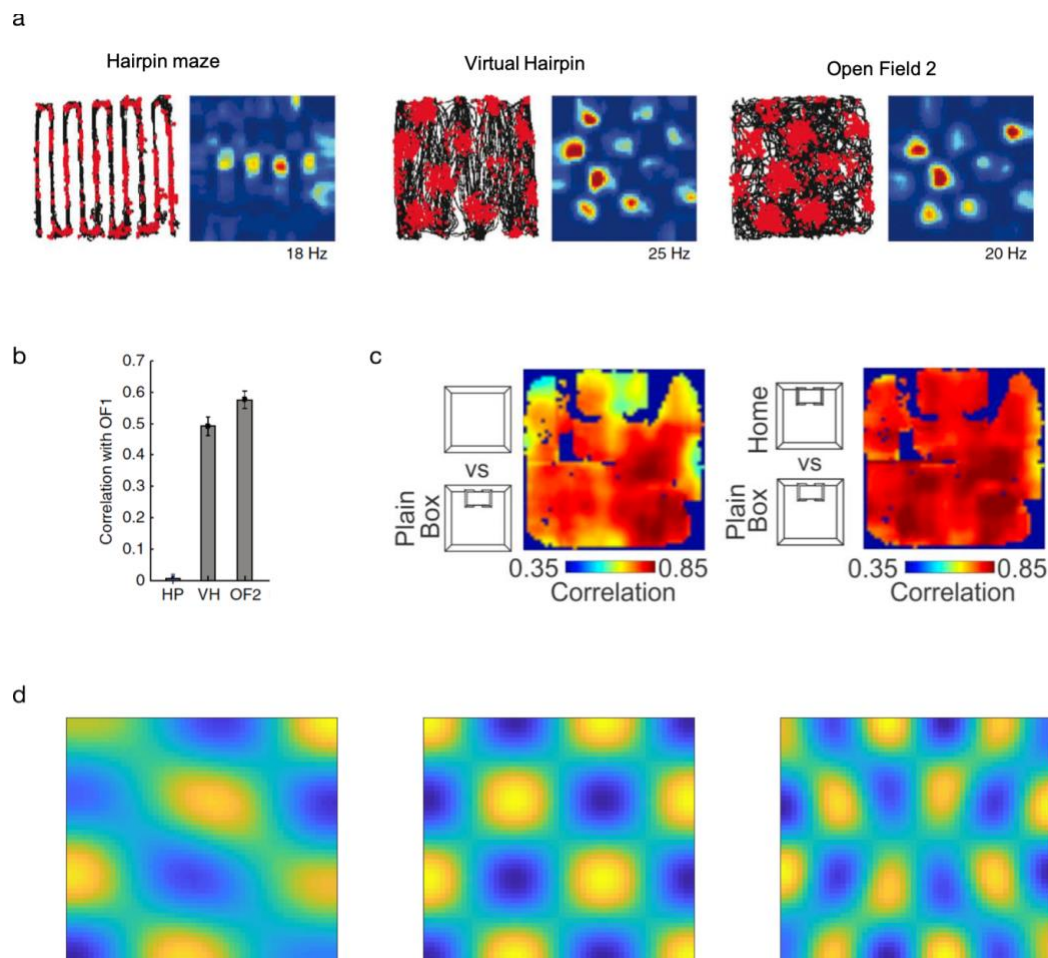 a
Hairpin maze
Virtual Hairpin
Open Field 2
18 Hz
25 Hz
20 Hz
b
Correlation with OF1
0.7
0.6
0.5
0.4
0.3
0.2
0.1
0
HP VH OF2
c
vs
Plain
Box
0.35 0.85
Correlation
Home
vs
Plain
Box
0.35 0.85
Correlation
d